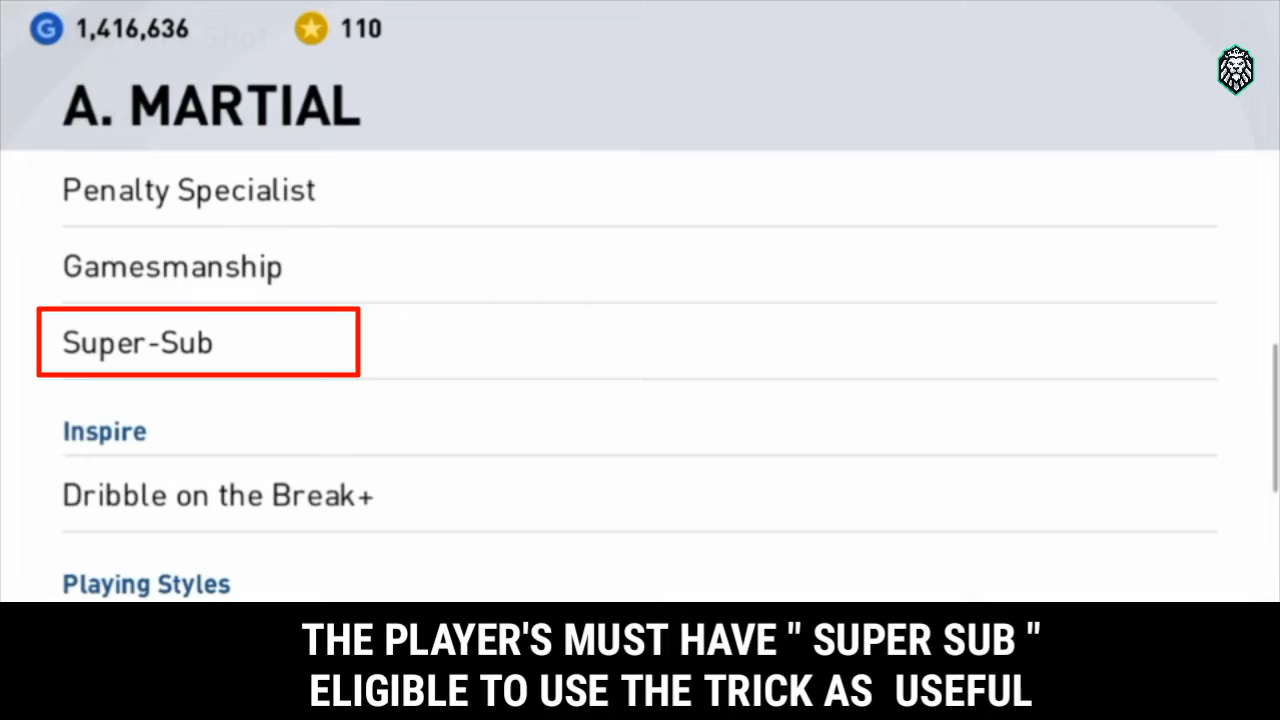 1,416,636 110
A. MARTIAL
Penalty Specialist
Gamesmanship
Super-Sub
Inspire
Dribble on the Break+
Playing Styles
THE PLAYER'S MUST HAVE " SUPER SUB "
ELIGIBLE TO USE THE TRICK AS USEFUL